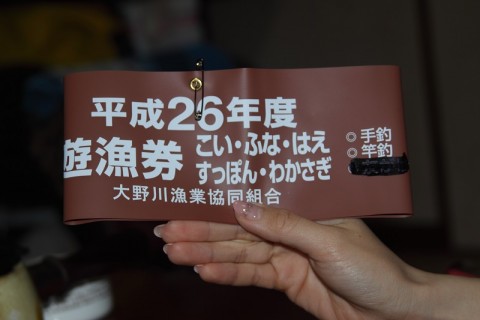 平成26年度
遊漁券 こい・ふな・はえ
すっぽん・わかさぎ
◎手釣
◎竿釣
大野川漁業協同組合